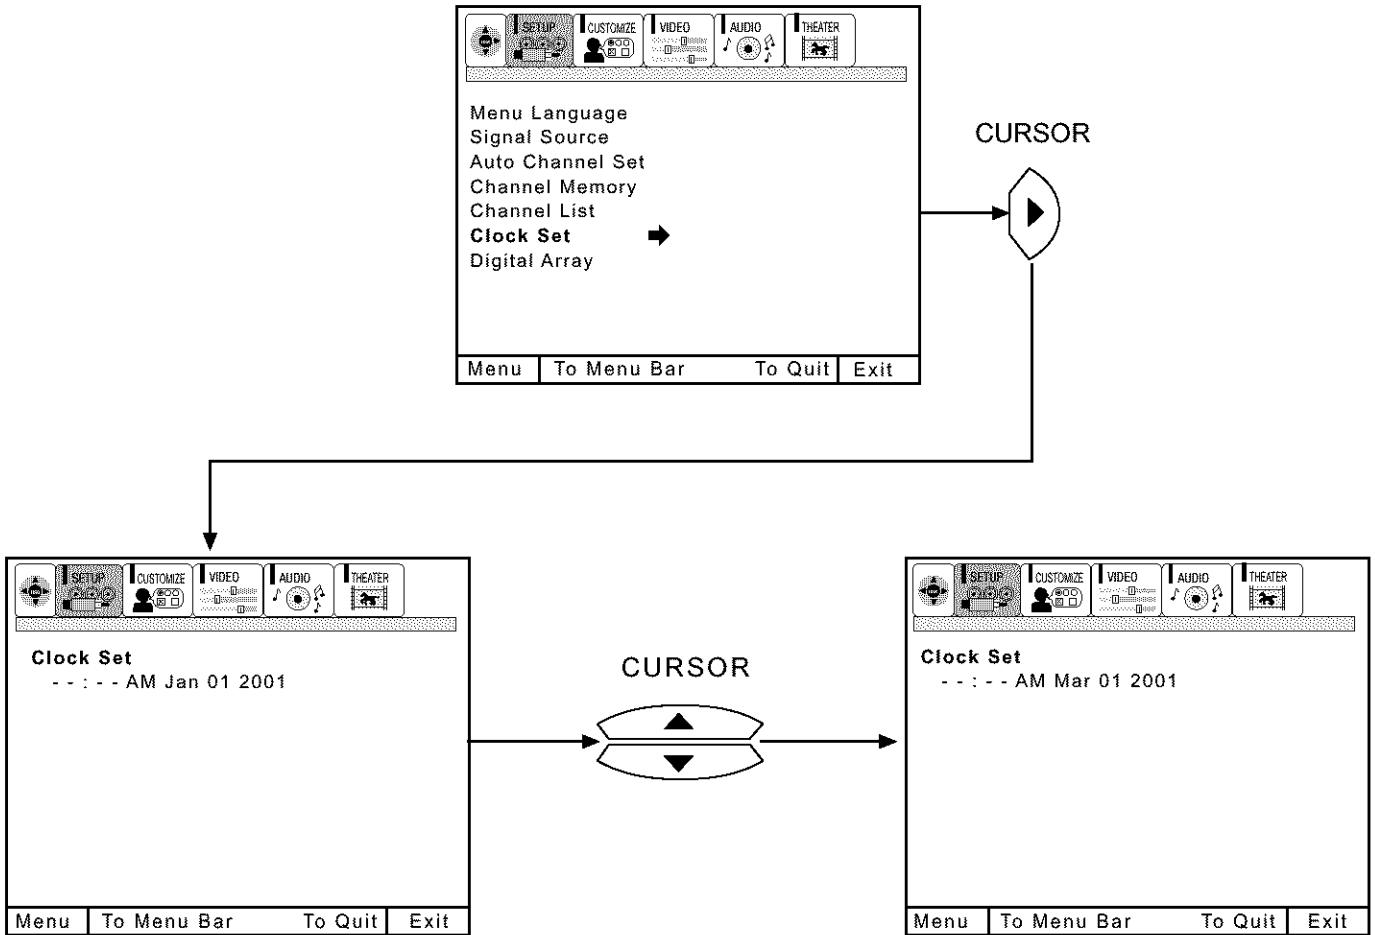 SETUP CUSTOMIZE VIDEO AUDIO THEATER
Menu Language
Signal Source
Auto Channel Set
Channel Memory
Channel List
Clock Set
Digital Array
Menu To Menu Bar To Quit Exit
CURSOR
SETUP CUSTOMIZE VIDEO AUDIO THEATER
Clock Set
- - : - - AM Jan 01 2001
Menu To Menu Bar To Quit Exit
CURSOR
SETUP CUSTOMIZE VIDEO AUDIO THEATER
Clock Set
- - : - - AM Mar 01 2001
Menu To Menu Bar To Quit Exit